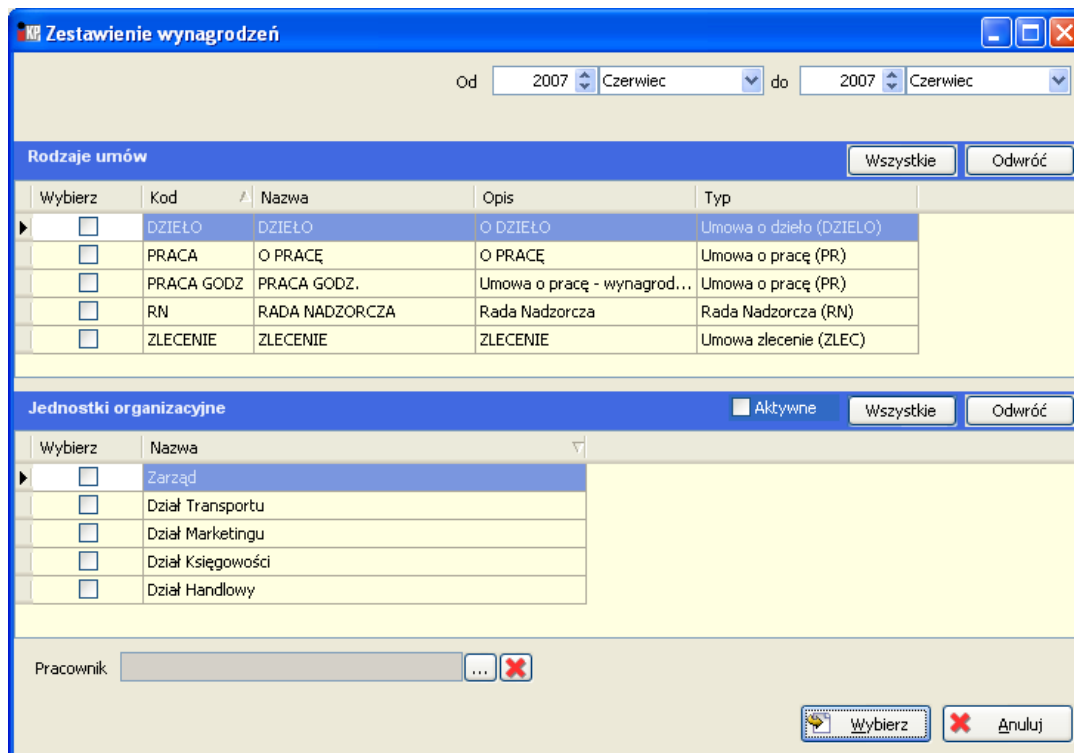 KP Zestawienie wynagrodzeń
Od 2007 Czerwiec do 2007 Czerwiec
Rodzaje umów Wszystkie Odwróć
Wybierz Kod Nazwa Opis Typ
DZIEŁO DZIEŁO O DZIEŁO Umowa o dzieło (DZIELO)
PRACA O PRACĘ O PRACĘ Umowa o pracę (PR)
PRACA GODZ PRACA GODZ. Umowa o pracę - wynagrod... Umowa o pracę (PR)
RN RADA NADZORCZA Rada Nadzorcza Rada Nadzorcza (RN)
ZLECENIE ZLECENIE ZLECENIE Umowa zlecenie (ZLEC)
Jednostki organizacyjne Aktywne Wszystkie Odwróć
Wybierz Nazwa
Zarząd
Dział Transportu
Dział Marketingu
Dział Księgowości
Dział Handlowy
Pracownik ...
Wybierz Anuluj